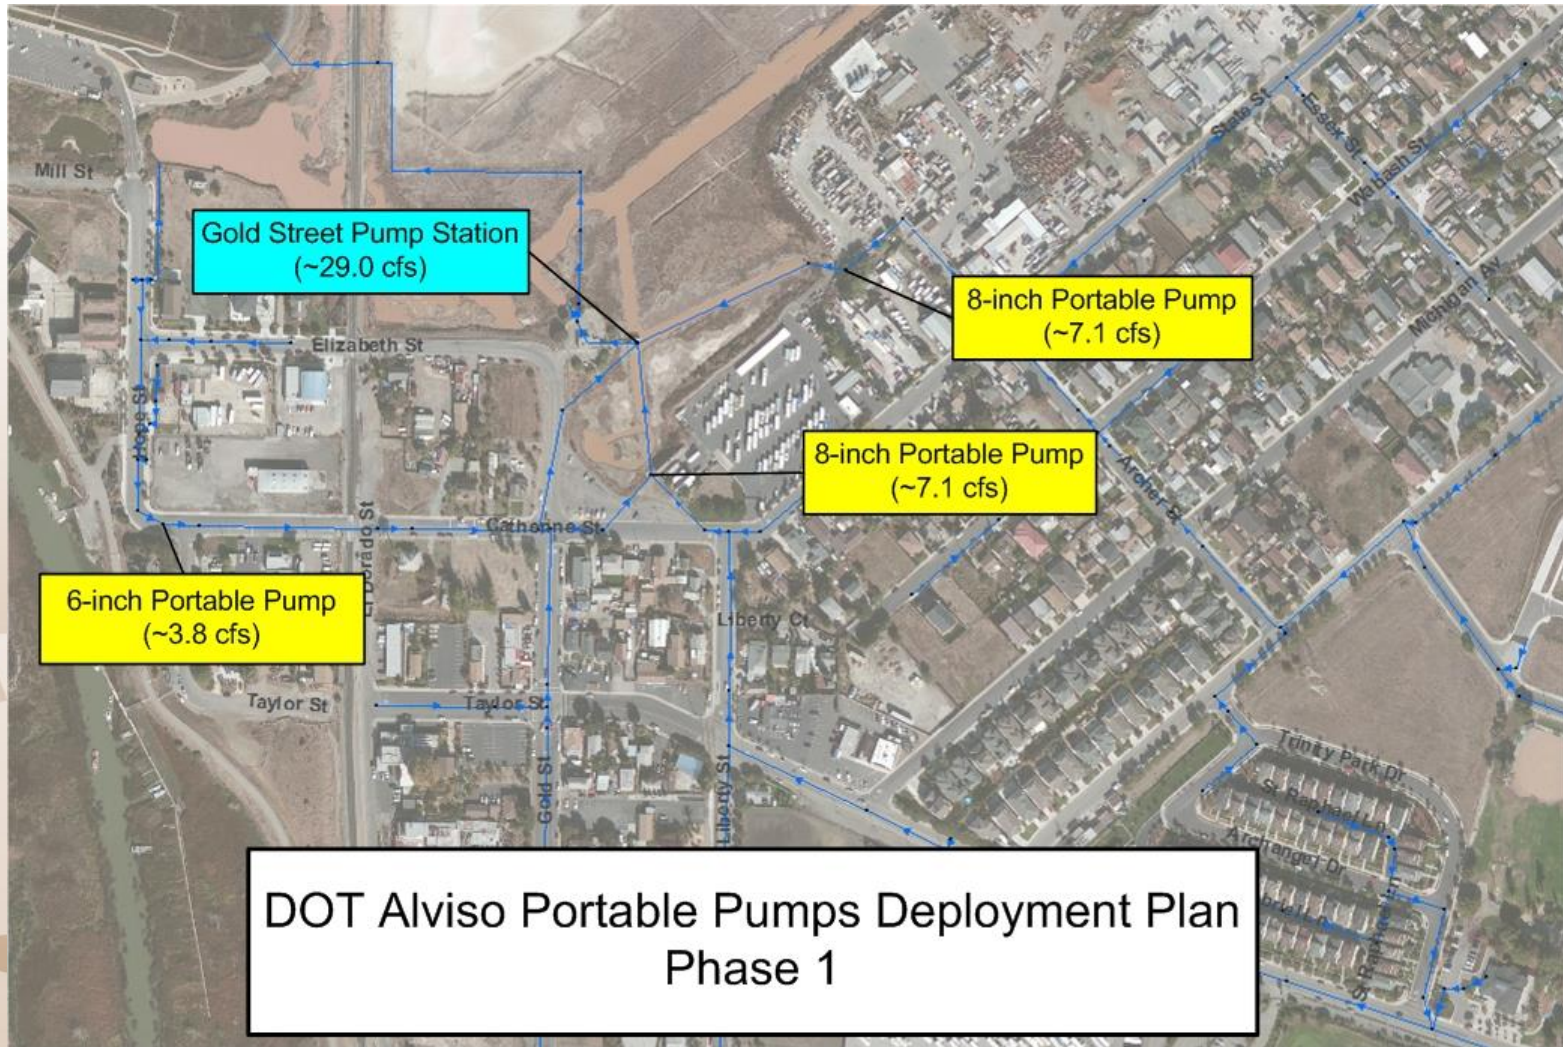 State St
Essex St
Wabash St
Mill St
Gold Street Pump Station
(~29.0 cfs)
8-inch Portable Pump
(~7.1 cfs)
Michigan Av
Elizabeth St
Hope St
8-inch Portable Pump
(~7.1 cfs)
Archer St
Catherine St
El Dorado St
6-inch Portable Pump
(~3.8 cfs)
Liberty Ct
Taylor St
Taylor St
Gold St
Liberty St
Trinity Park Dr
St Raphael Ln
Archangel Dr
St Raphael Ln
DOT Alviso Portable Pumps Deployment Plan
Phase 1